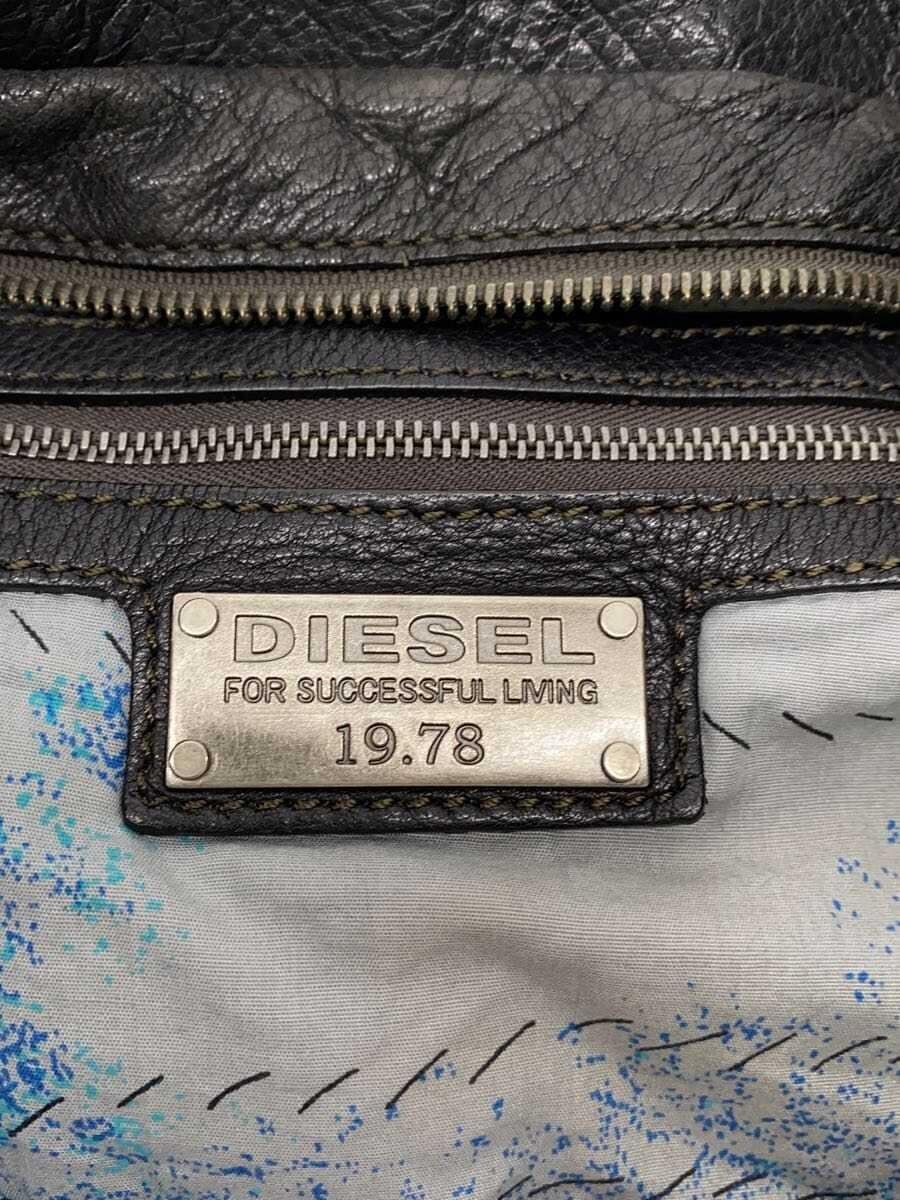 DIESEL
FOR SUCCESSFUL LIVING
19.78